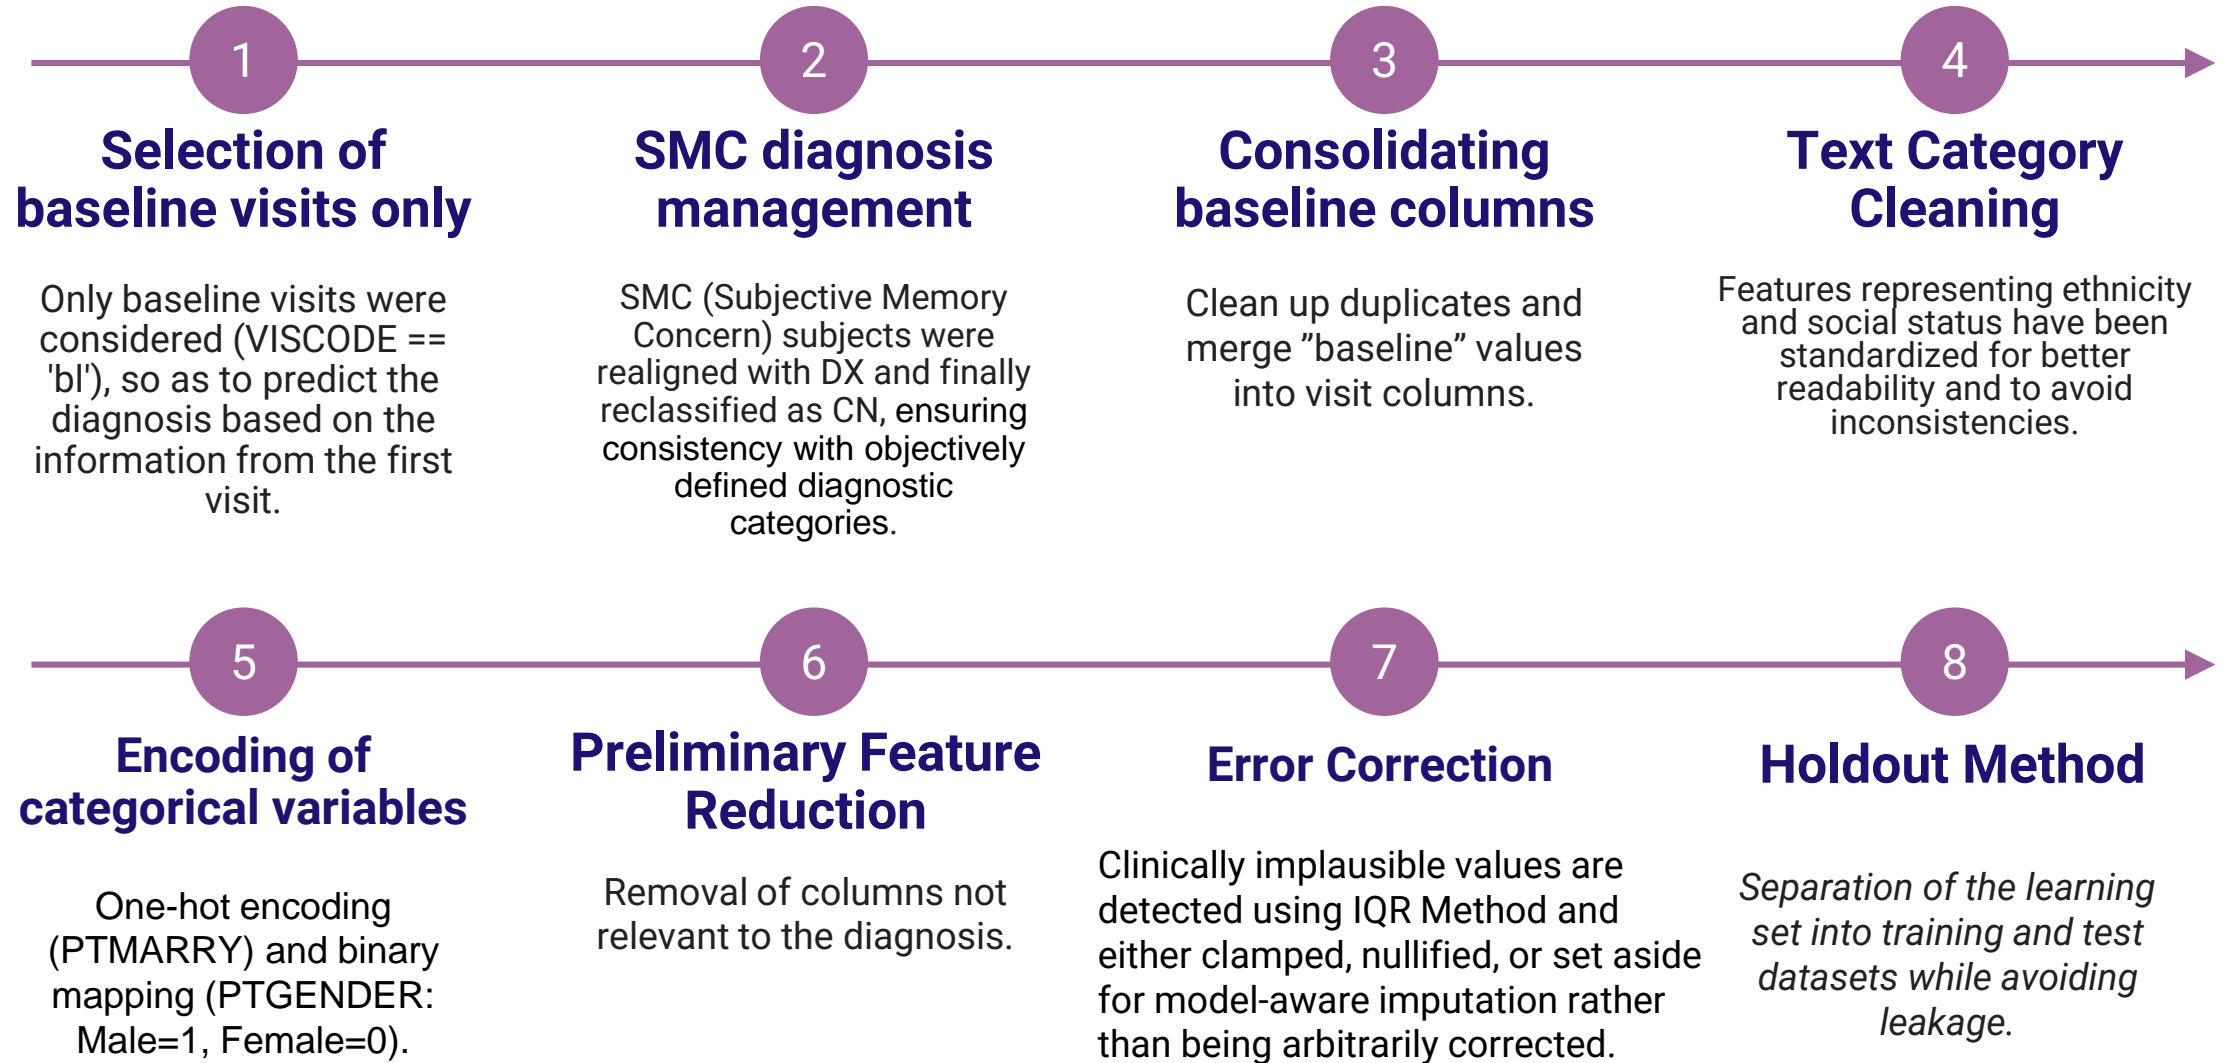 1
Selection of
baseline visits only
Only baseline visits were
considered (VISCODE ==
'bl'), so as to predict the
diagnosis based on the
information from the first
visit.
2
SMC diagnosis
management
SMC (Subjective Memory
Concern) subjects were
realigned with DX and finally
reclassified as CN, ensuring
consistency with objectively
defined diagnostic
categories.
3
Consolidating
baseline columns
Clean up duplicates and
merge ”baseline” values
into visit columns.
4
Text Category
Cleaning
Features representing ethnicity
and social status have been
standardized for better
readability and to avoid
inconsistencies.
5
Encoding of
categorical variables
One-hot encoding
(PTMARRY) and binary
mapping (PTGENDER:
Male=1, Female=0).
6
Preliminary Feature
Reduction
Removal of columns not
relevant to the diagnosis.
7
Error Correction
Clinically implausible values are
detected using IQR Method and
either clamped, nullified, or set aside
for model-aware imputation rather
than being arbitrarily corrected.
8
Holdout Method
Separation of the learning
set into training and test
datasets while avoiding
leakage.